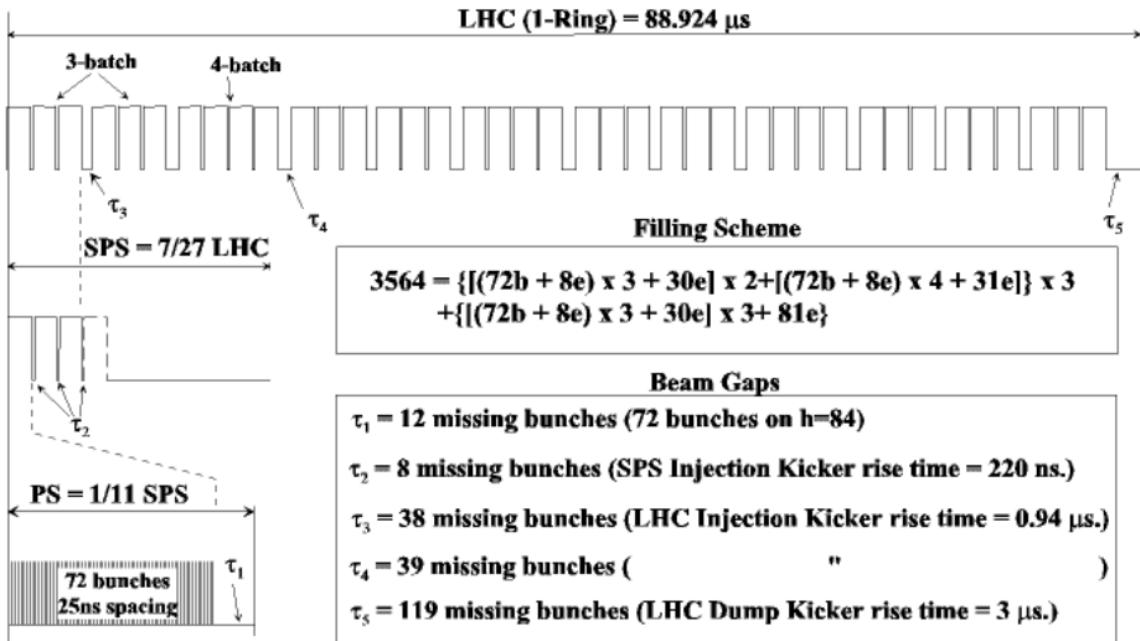 LHC (1-Ring) = 88.924 μs
3-batch
4-batch
τ3
τ4
τ5
SPS = 7/27 LHC
Filling Scheme
3564 = {[(72b + 8e) x 3 + 30e] x 2+[(72b + 8e) x 4 + 31e]} x 3
+{[(72b + 8e) x 3 + 30e] x 3+ 81e}
τ2
Beam Gaps
τ1 = 12 missing bunches (72 bunches on h=84)
τ2 = 8 missing bunches (SPS Injection Kicker rise time = 220 ns.)
τ3 = 38 missing bunches (LHC Injection Kicker rise time = 0.94 μs.)
τ4 = 39 missing bunches ( " )
τ5 = 119 missing bunches (LHC Dump Kicker rise time = 3 μs.)
PS = 1/11 SPS
τ1
72 bunches
25ns spacing